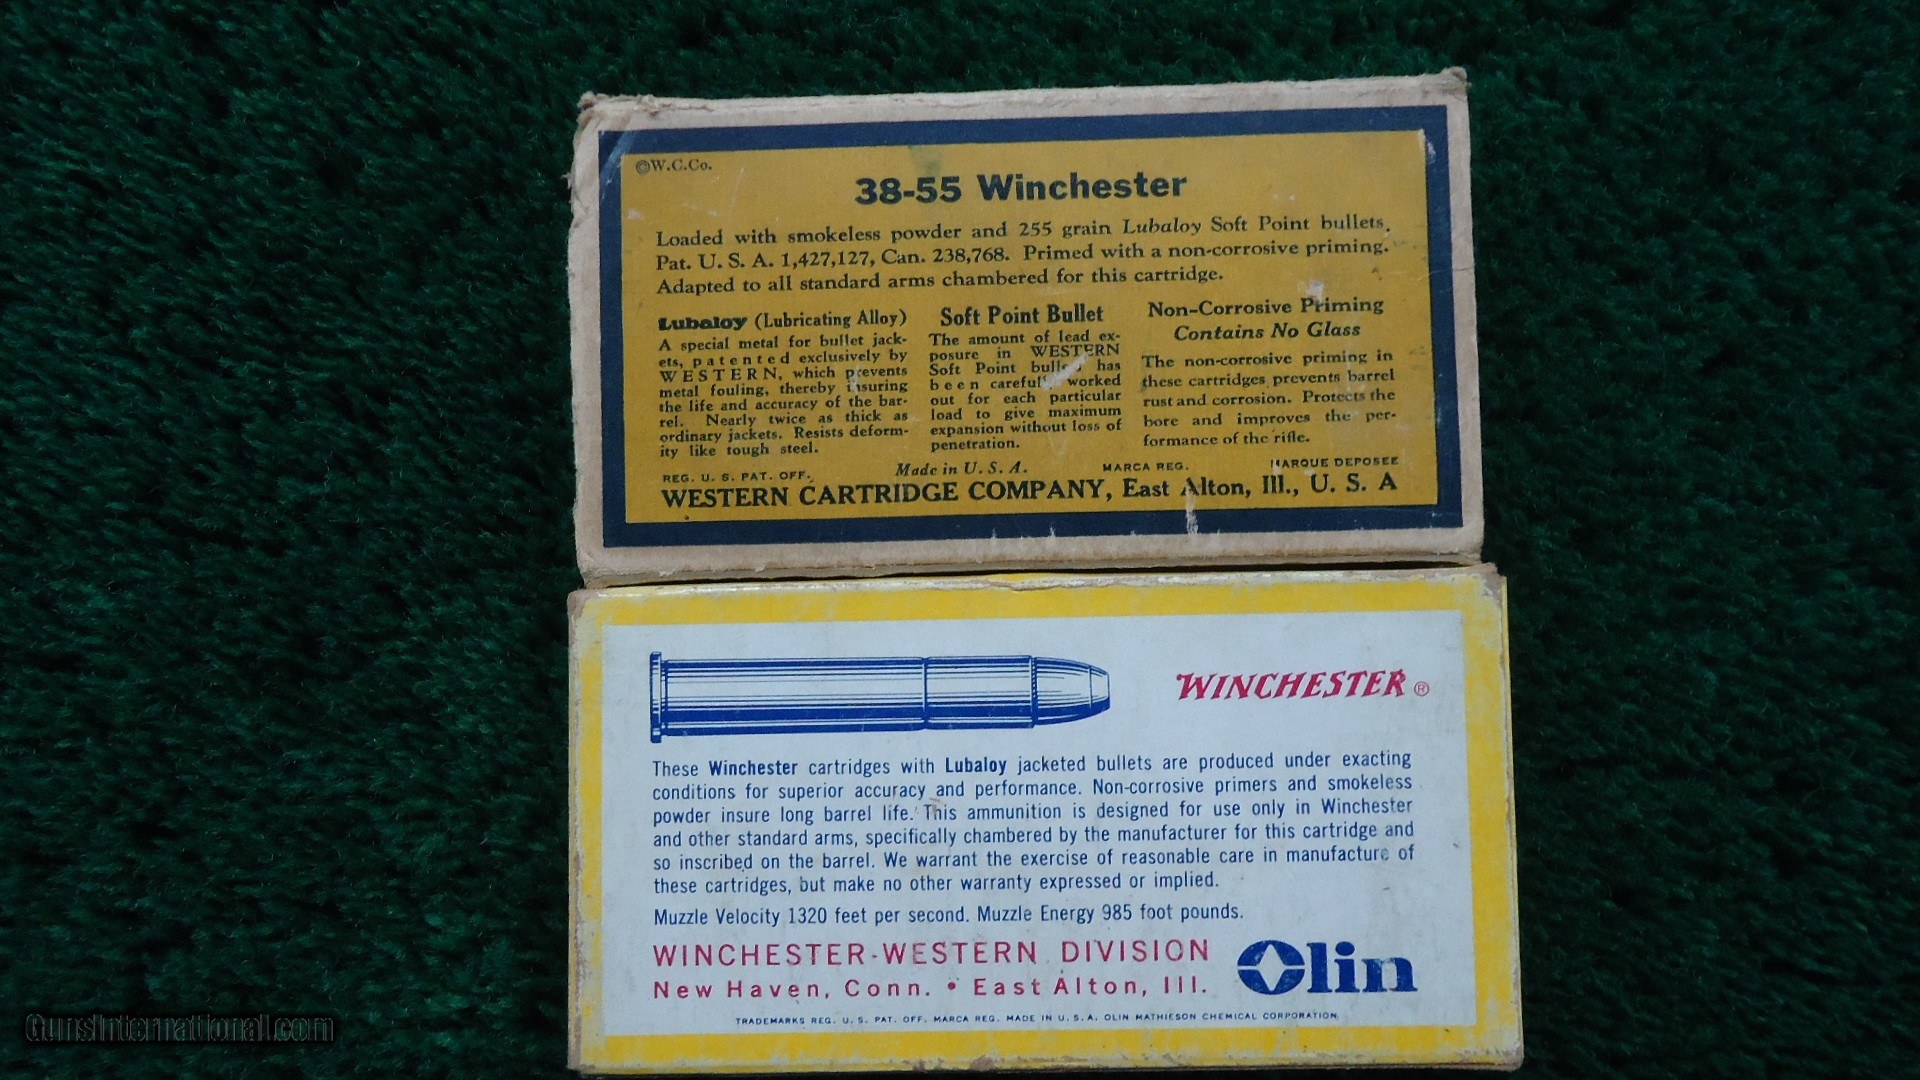 ©W.C.Co.
38-55 Winchester
Loaded with smokeless powder and 255 grain Lubaloy Soft Point bullets.
Pat. U. S. A. 1,427,127, Can. 238,768. Primed with a non-corrosive priming.
Adapted to all standard arms chambered for this cartridge.
Lubaloy (Lubricating Alloy)
A special metal for bullet jack-
ets, patented exclusively by
WESTERN, which prevents
metal fouling, thereby insuring
the life and accuracy of the bar-
rel. Nearly twice as thick as
ordinary jackets. Resists deform-
ity like tough steel.
Soft Point Bullet
The amount of lead ex-
posure in WESTERN
Soft Point bullet has
been carefully worked
out for each particular
load to give maximum
expansion without loss of
penetration.
Non-Corrosive Priming
Contains No Glass
The non-corrosive priming in
these cartridges prevents barrel
rust and corrosion. Protects the
bore and improves the per-
formance of the rifle.
REG. U. S. PAT. OFF. Made in U. S. A. MARCA REG. MARQUE DEPOSEE
WESTERN CARTRIDGE COMPANY, East Alton, Ill., U. S. A
WINCHESTER ®
These Winchester cartridges with Lubaloy jacketed bullets are produced under exacting
conditions for superior accuracy and performance. Non-corrosive primers and smokeless
powder insure long barrel life. This ammunition is designed for use only in Winchester
and other standard arms, specifically chambered by the manufacturer for this cartridge and
so inscribed on the barrel. We warrant the exercise of reasonable care in manufacture of
these cartridges, but make no other warranty expressed or implied.
Muzzle Velocity 1320 feet per second. Muzzle Energy 985 foot pounds.
WINCHESTER-WESTERN DIVISION
New Haven, Conn. • East Alton, Ill.
Olin
TRADEMARKS REG. U. S. PAT. OFF. MARCA REG. MADE IN U. S. A. OLIN MATHIESON CHEMICAL CORPORATION
GunsInternational.com